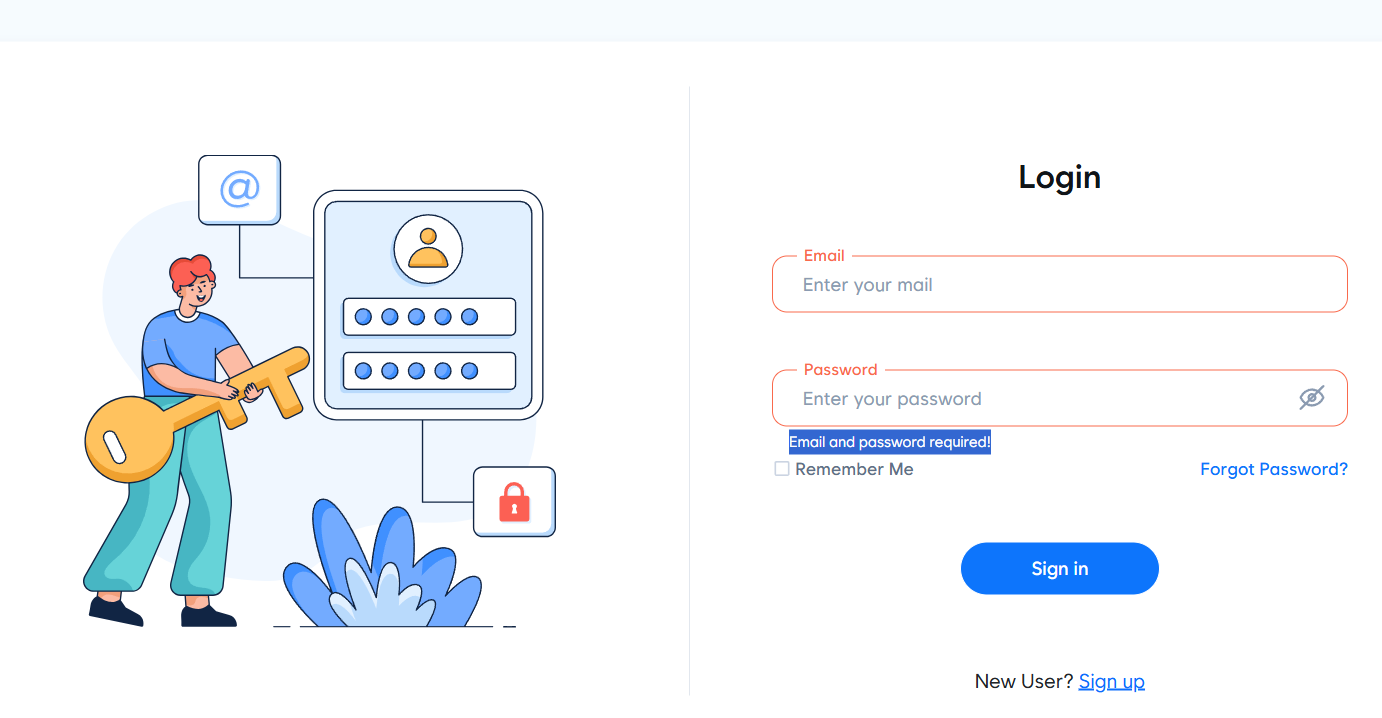 @
Login
Email
Enter your mail
Password
Enter your password
Email and password required!
Remember Me
Forgot Password?
Sign in
New User? Sign up